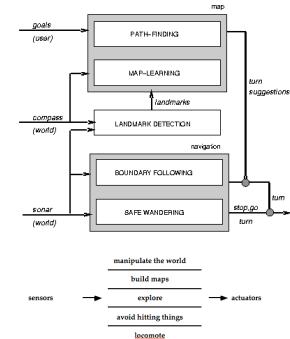 map
goals
(user)
PATH-FINDING
MAP-LEARNING
turn
suggestions
landmarks
compass
(world)
LANDMARK DETECTION
navigation
BOUNDARY FOLLOWING
turn
sonar
(world)
SAFE WANDERING
stop,go
turn
manipulate the world
build maps
sensors
explore
actuators
avoid hitting things
locomote